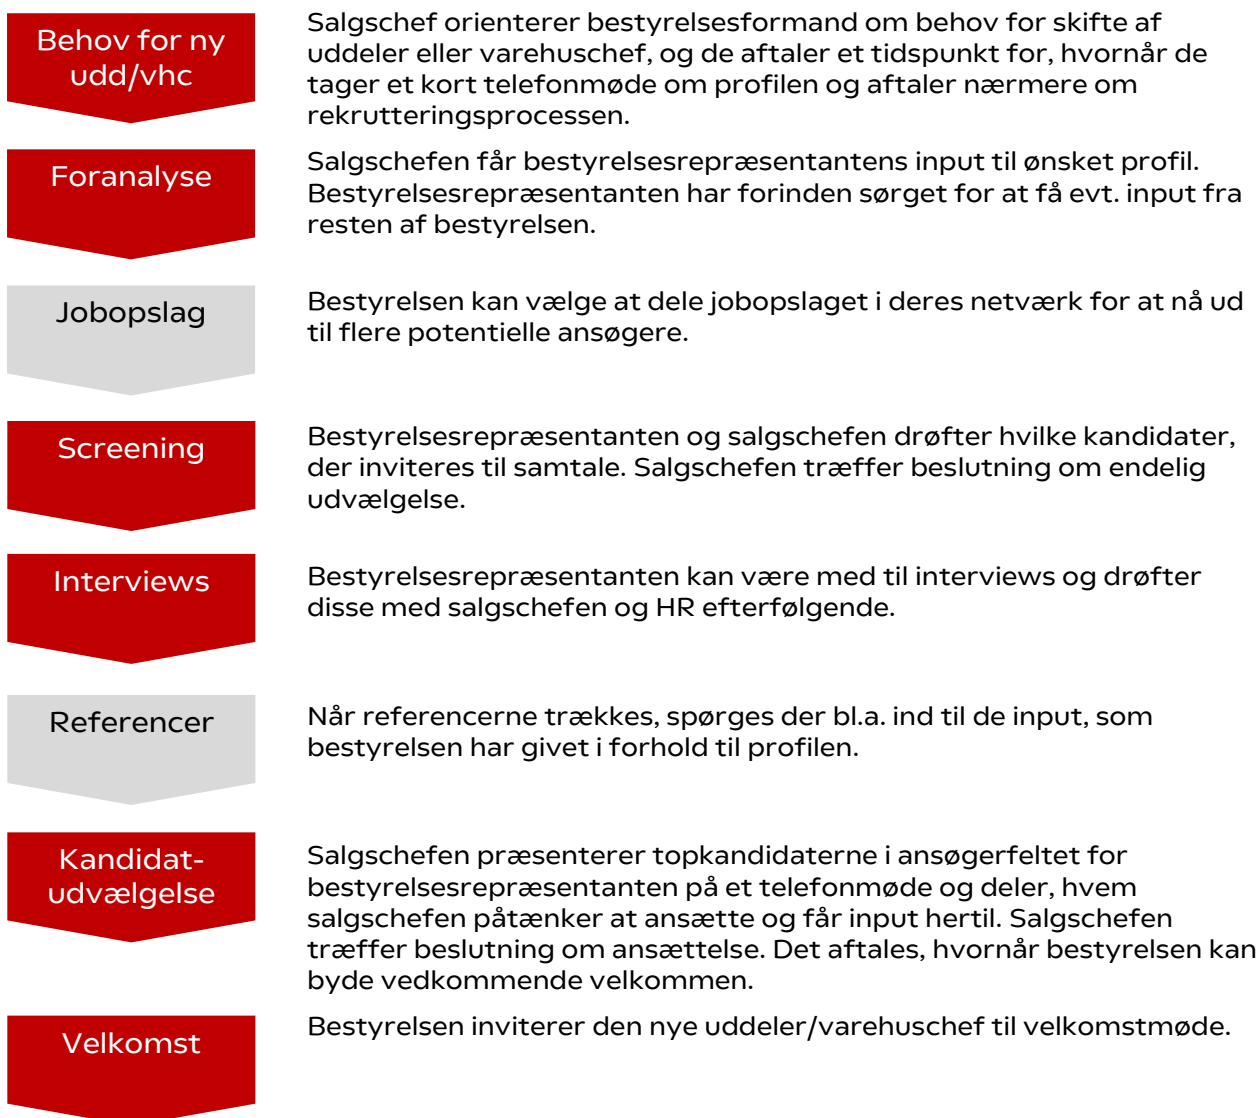 Behov for ny
udd/vhc
Salgschef orienterer bestyrelsesformand om behov for skifte af
uddeler eller varehuschef, og de aftaler et tidspunkt for, hvornår de
tager et kort telefonmøde om profilen og aftaler nærmere om
rekrutteringsprocessen.
Foranalyse
Salgschefen får bestyrelsesrepræsentantens input til ønsket profil.
Bestyrelsesrepræsentanten har forinden sørget for at få evt. input fra
resten af bestyrelsen.
Jobopslag
Bestyrelsen kan vælge at dele jobopslaget i deres netværk for at nå ud
til flere potentielle ansøgere.
Screening
Bestyrelsesrepræsentanten og salgschefen drøfter hvilke kandidater,
der inviteres til samtale. Salgschefen træffer beslutning om endelig
udvælgelse.
Interviews
Bestyrelsesrepræsentanten kan være med til interviews og drøfter
disse med salgschefen og HR efterfølgende.
Referencer
Når referencerne trækkes, spørges der bl.a. ind til de input, som
bestyrelsen har givet i forhold til profilen.
Kandidat-
udvælgelse
Salgschefen præsenterer topkandidaterne i ansøgerfeltet for
bestyrelsesrepræsentanten på et telefonmøde og deler, hvem
salgschefen påtænker at ansætte og får input hertil. Salgschefen
træffer beslutning om ansættelse. Det aftales, hvornår bestyrelsen kan
byde vedkommende velkommen.
Velkomst
Bestyrelsen inviterer den nye uddeler/varehuschef til velkomstmøde.